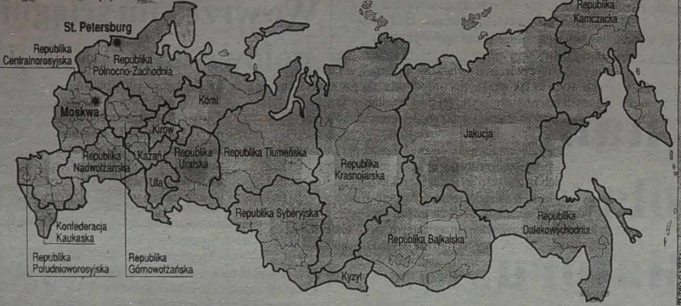 St. Petersburg
Republika
Centralnorosyjska
Republika
Północno-Zachodnia
Republika
Kamczacka
Moskwa
Komi
Kirow
Kazań
Republika
Nadwołżańska
Republika
Uralska
Ufa
Republika Tiumeńska
Republika
Krasnojarska
Jakucja
Republika Syberyjska
Republika Bajkalska
Republika
Dalekowschodnia
Kyzył
Konfederacja
Kaukaska
Republika
Południoworosyjska
Republika
Górnowołżańska